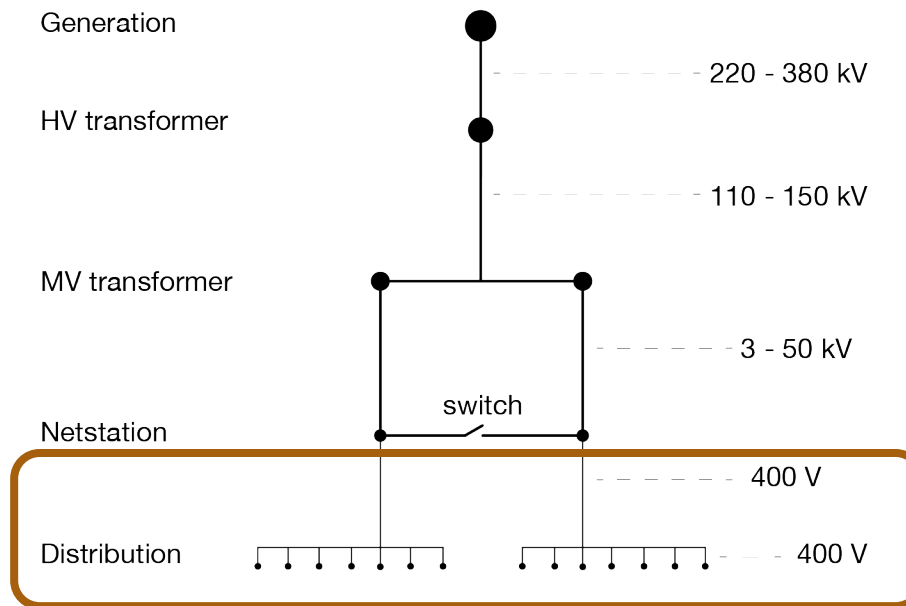 Generation
220 - 380 kV
HV transformer
110 - 150 kV
MV transformer
3 - 50 kV
switch
Netstation
400 V
Distribution
400 V